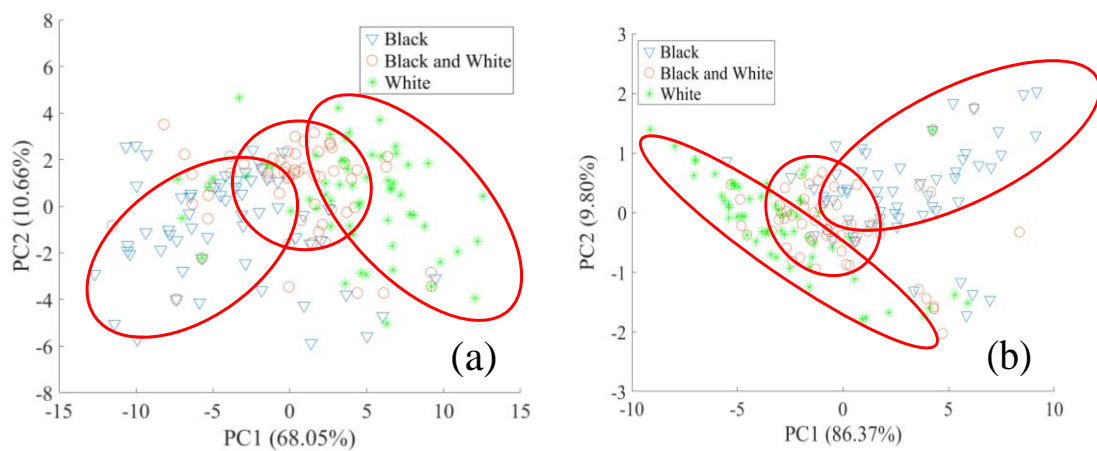 8
6
4
2
0
-2
-4
-6
-8
PC2 (10.66%)
Black
Black and White
White
(a)
-15
-10
-5
0
5
10
15
PC1 (68.05%)
3
2
1
0
-1
-2
-3
PC2 (9.80%)
Black
Black and White
White
(b)
-10
-5
0
5
10
PC1 (86.37%)